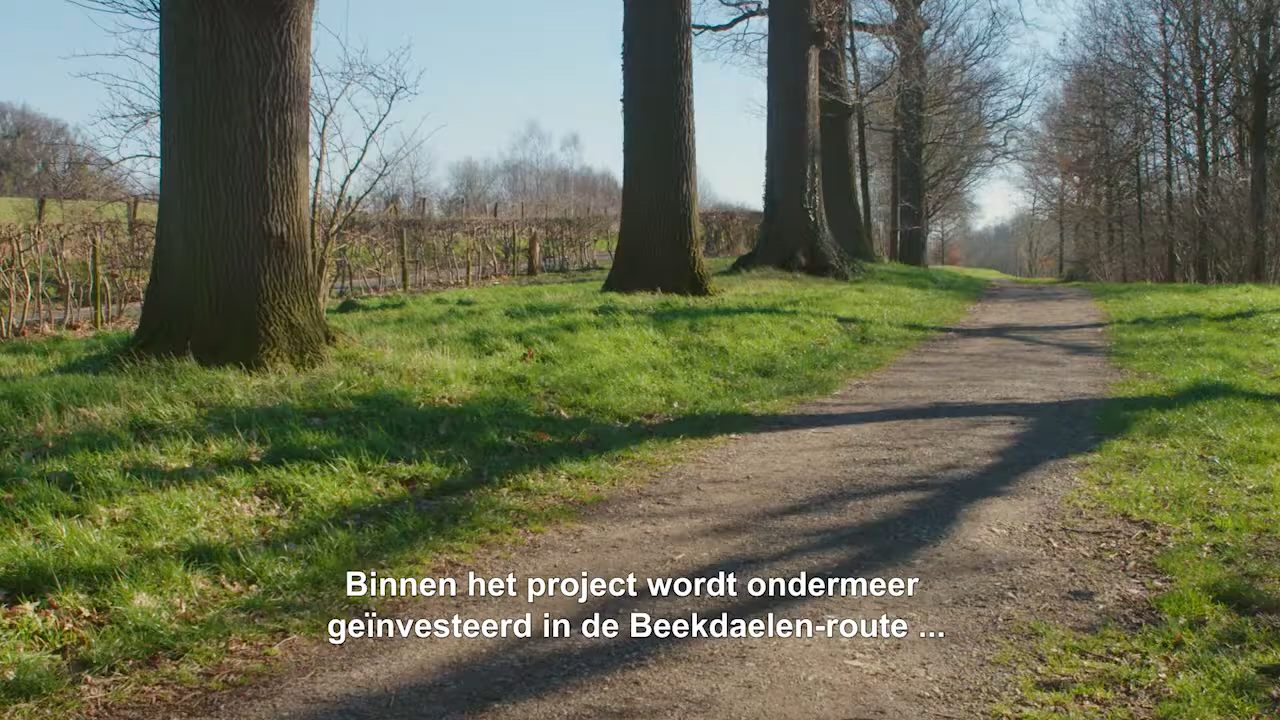 Binnen het project wordt ondermeer
geïnvesteerd in de Beekdaelen-route ...